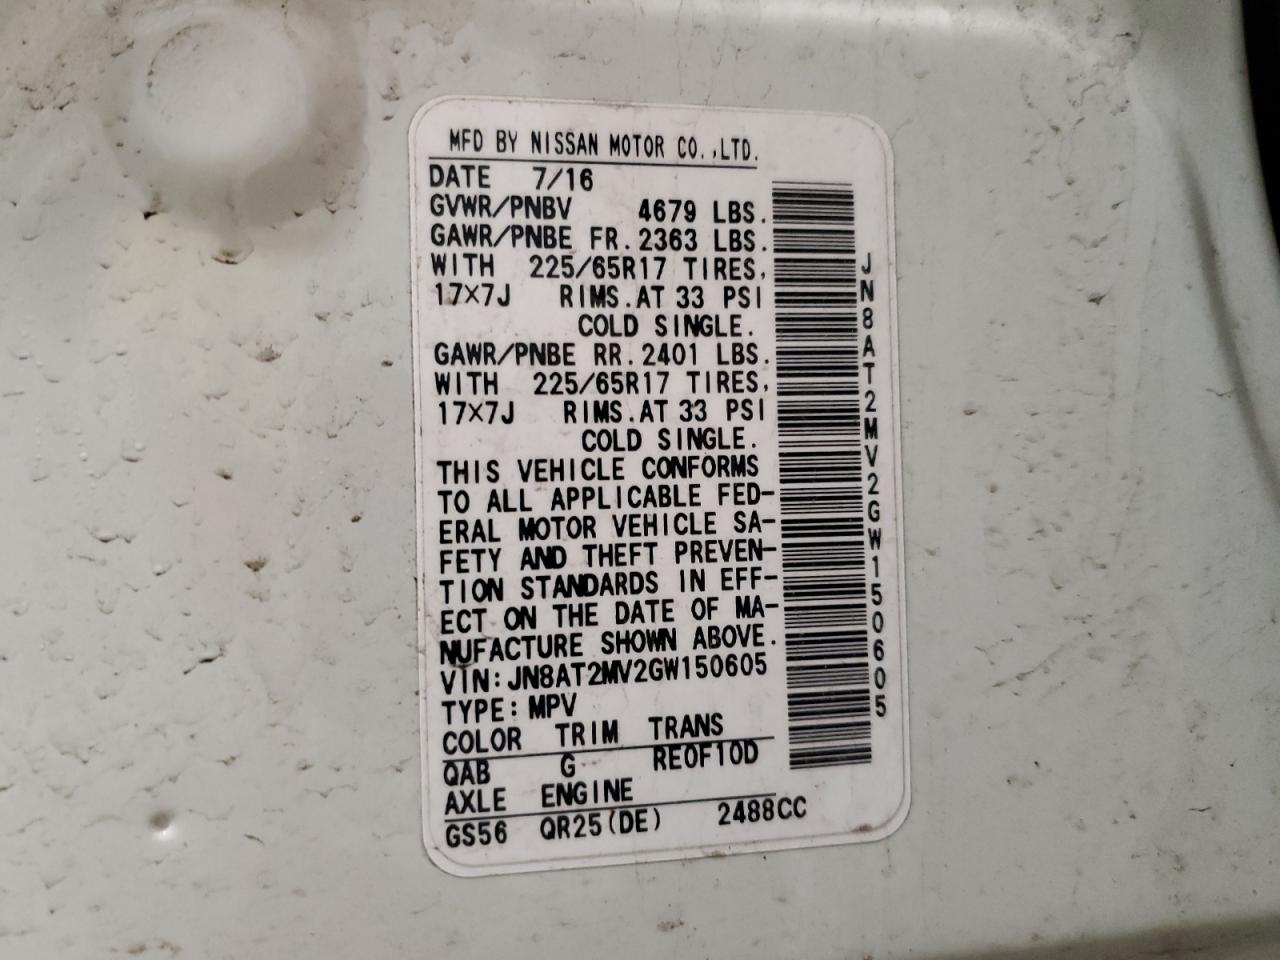 MFD BY NISSAN MOTOR CO.,LTD.
DATE 7/16
GVWR/PNBV 4679 LBS.
GAWR/PNBE FR.2363 LBS.
WITH 225/65R17 TIRES,
17×7J RIMS.AT 33 PSI
COLD SINGLE.
GAWR/PNBE RR.2401 LBS.
WITH 225/65R17 TIRES,
17×7J RIMS.AT 33 PSI
COLD SINGLE.
THIS VEHICLE CONFORMS
TO ALL APPLICABLE FED-
ERAL MOTOR VEHICLE SA-
FETY AND THEFT PREVEN-
TION STANDARDS IN EFF-
ECT ON THE DATE OF MA-
NUFACTURE SHOWN ABOVE.
VIN:JN8AT2MV2GW150605
TYPE:MPV
COLOR TRIM TRANS
QAB G RE0F10D
AXLE ENGINE
GS56 QR25(DE) 2488CC
JN8AT2MV2GW150605